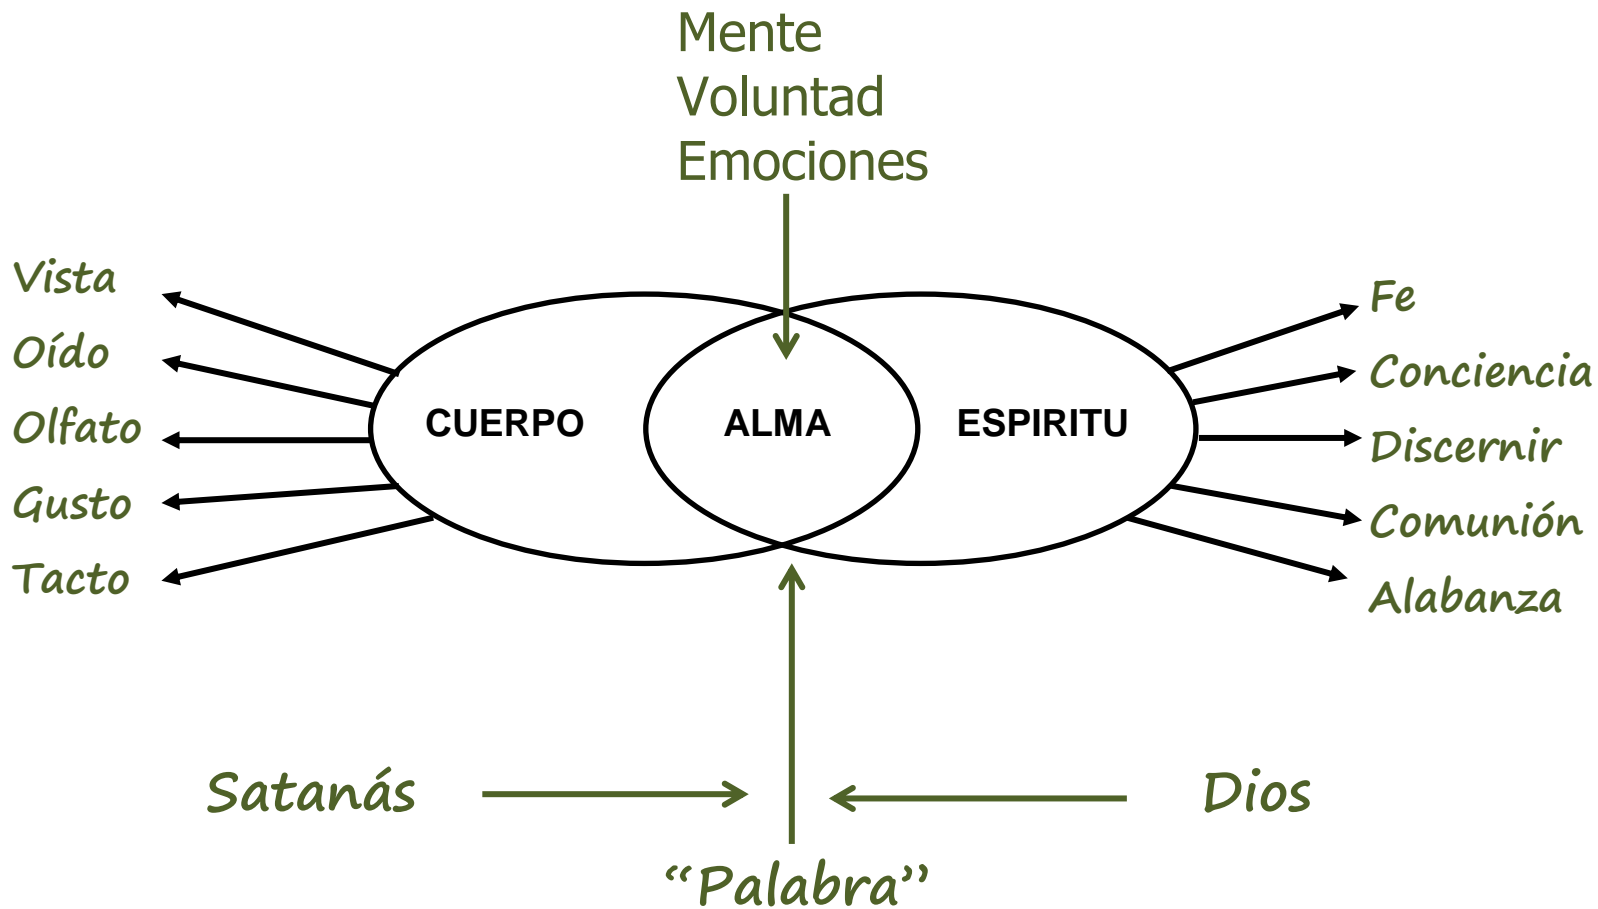 Mente
Voluntad
Emociones
Vista
Oído
Olfato
Gusto
Tacto
CUERPO
ALMA
ESPIRITU
Fe
Conciencia
Discernir
Comunión
Alabanza
Satanás
Dios
“Palabra”